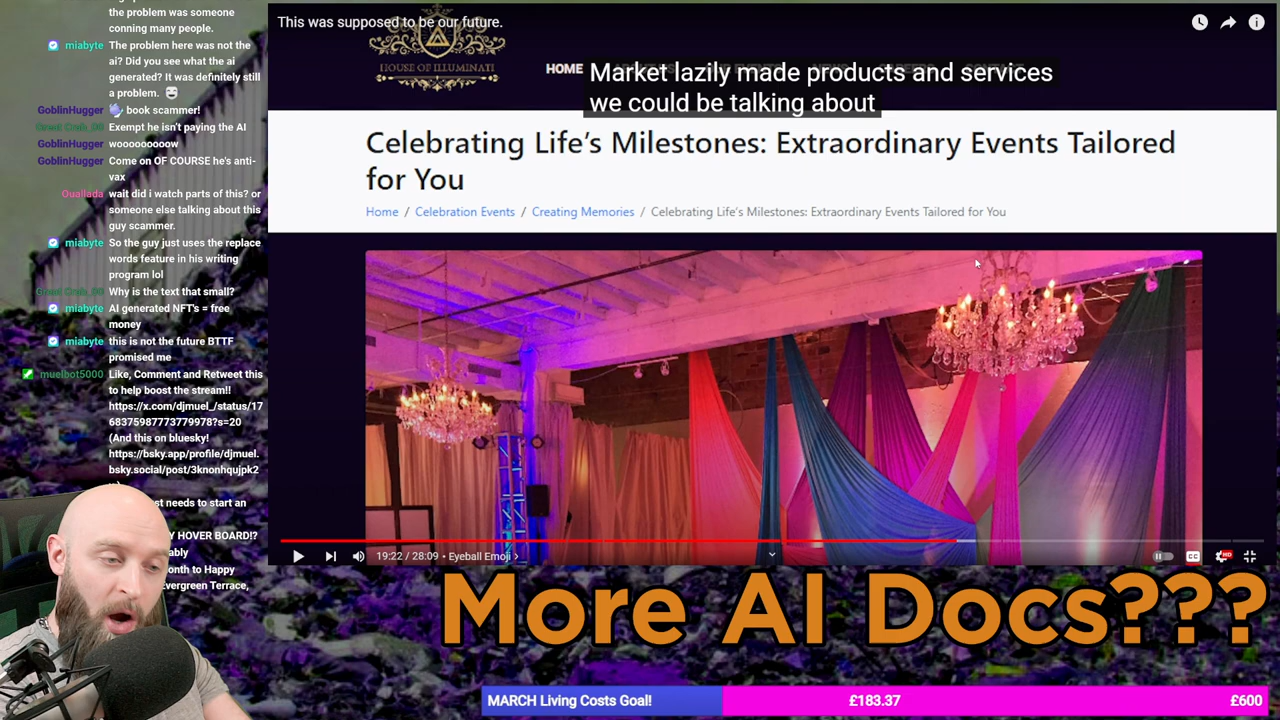 the problem was someone
conning many people.
miabyte The problem here was not the
ai? Did you see what the ai
generated? It was definitely still
a problem.
GoblinHugger book scammer!
Exempt he isn't paying the AI
GoblinHugger wooooooooow
GoblinHugger Come on OF COURSE he's anti-
vax
Ouallada wait did i watch parts of this? or
someone else talking about this
guy scammer.
miabyte So the guy just uses the replace
words feature in his writing
program lol
Why is the text that small?
miabyte AI generated NFT's = free
money
miabyte this is not the future BTTF
promised me
muelbot5000 Like, Comment and Retweet this
to help boost the stream!!
https://x.com/djmuel_/status/17
68375987773779978?s=20
(And this on bluesky!
https://bsky.app/profile/djmuel.
bsky.social/post/3knonhqujpk2
st needs to start an
Y HOVER BOARD!?
ably
onth to Happy
vergreen Terrace,
This was supposed to be our future.
HOUSE OF ILLUMINATI
HOME
Market lazily made products and services
we could be talking about
Celebrating Life's Milestones: Extraordinary Events Tailored
for You
Home / Celebration Events / Creating Memories / Celebrating Life's Milestones: Extraordinary Events Tailored for You
19:22 / 28:09 • Eyeball Emoji ›
CC
HD
More AI Docs???
MARCH Living Costs Goal! £183.37 £600